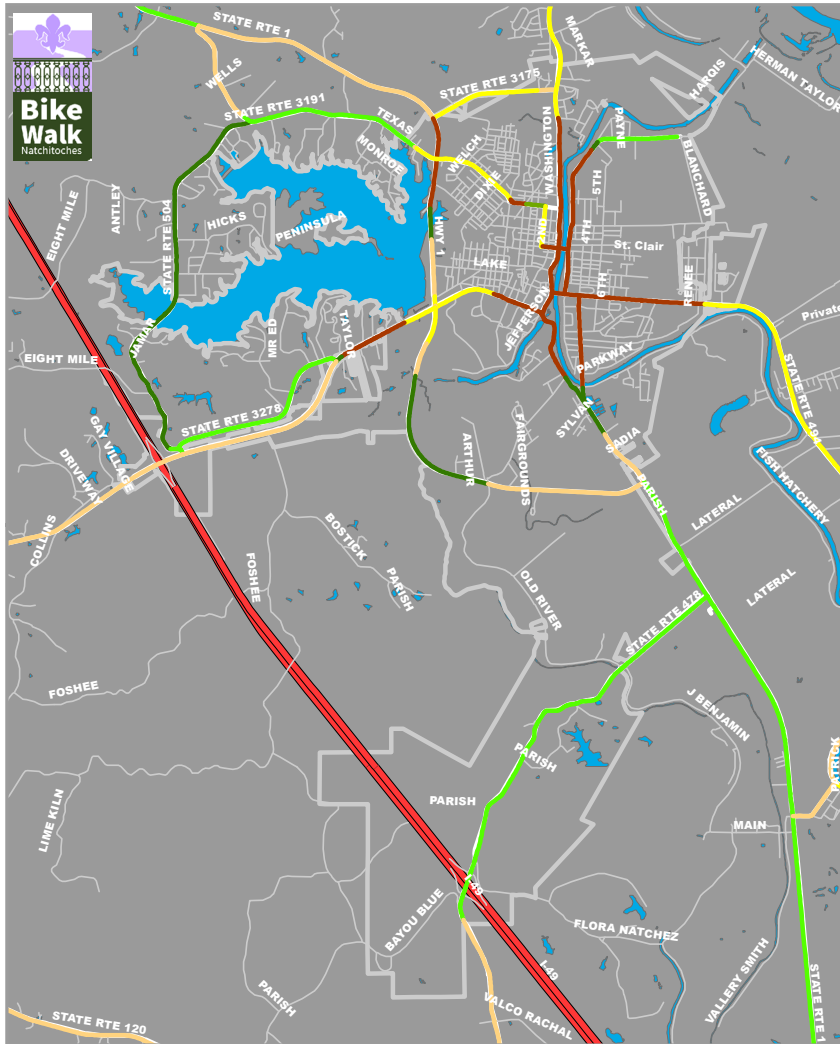 Bike
Walk
Natchitoches
STATE RTE 1
MARKAR
WELLS
STATE RTE 3175
HARQIS
HERMAN TAYLOR
STATE RTE 3191
TEXAS
MONROE
WELCH
DIXIE
WASHINGTON
PAYNE
5TH
BLANCHARD
EIGHT MILE
ANTLEY
STATE RTE 504
HICKS
PENINSULA
HWY 1
2ND
4TH
St. Clair
LAKE
6TH
RENEE
JEFFERSON
Private
JAMAR
MR ED
TAYLOR
EIGHT MILE
PARKWAY
STATE RTE 494
STATE RTE 3278
SYLVAN
SADIA
GAY VILLAGE
DRIVEWAY
ARTHUR
FAIRGROUNDS
PARISH
FISH HATCHERY
LATERAL
COLLINS
BOSTICK
PARISH
FOSHEE
OLD RIVER
LATERAL
STATE RTE 478
FOSHEE
J BENJAMIN
PARISH
PATRICK
PARISH
LIME KILN
MAIN
I-49
BAYOU BLUE
FLORA NATCHEZ
I-49
VALLERY SMITH
STATE RTE 1
PARISH
VALCO RACHAL
STATE RTE 120